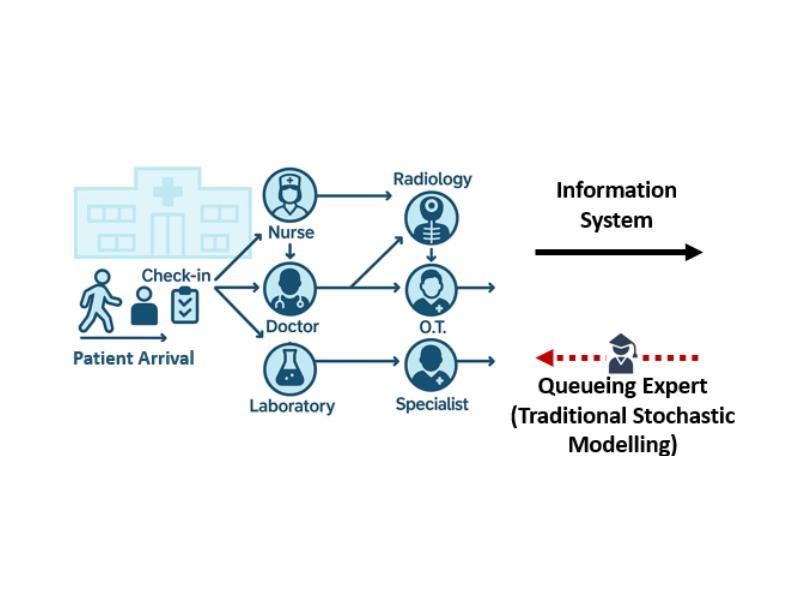 Radiology
Nurse
Check-in
Doctor
O.T.
Patient Arrival
Laboratory
Specialist
Information
System
Queueing Expert
(Traditional Stochastic
Modelling)